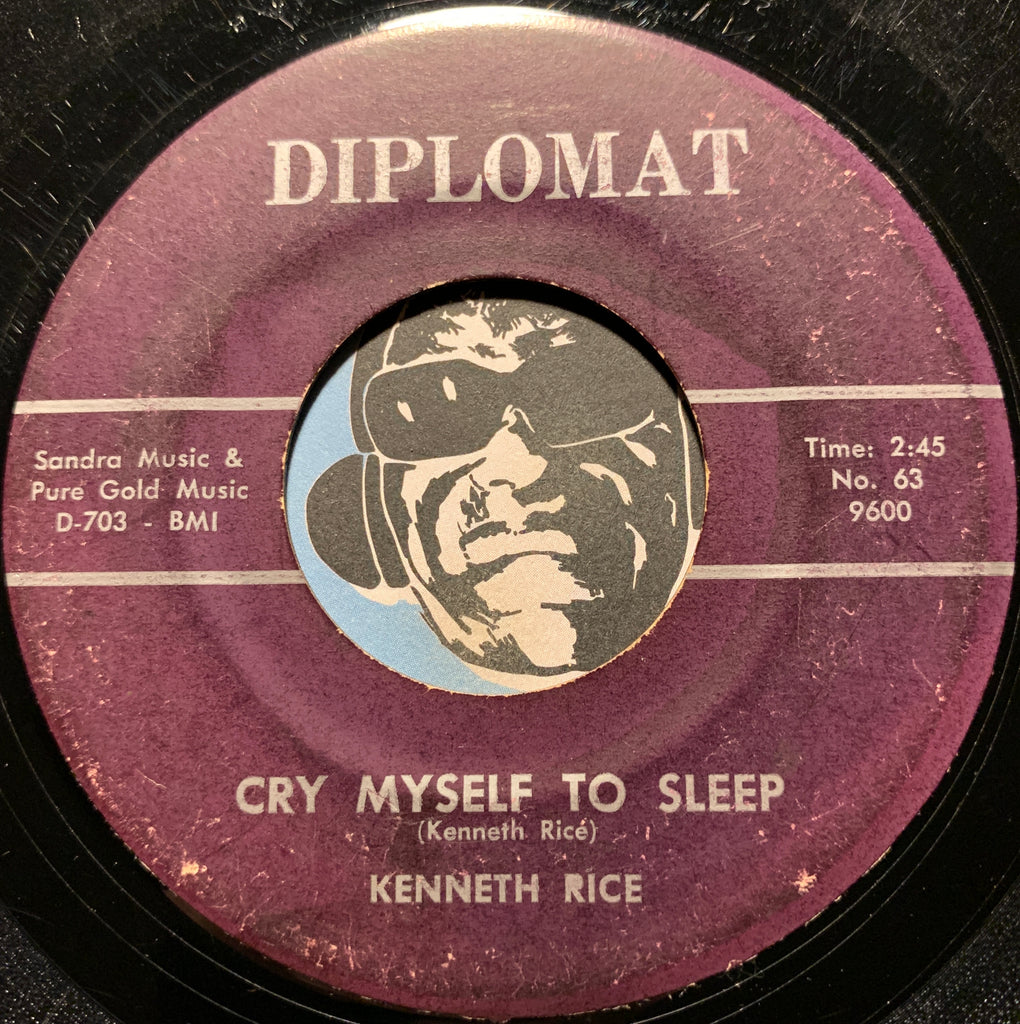 DIPLOMAT
Sandra Music &
Pure Gold Music
D-703 - BMI
Time: 2:45
No. 63
9600
CRY MYSELF TO SLEEP
(Kenneth Rice)
KENNETH RICE